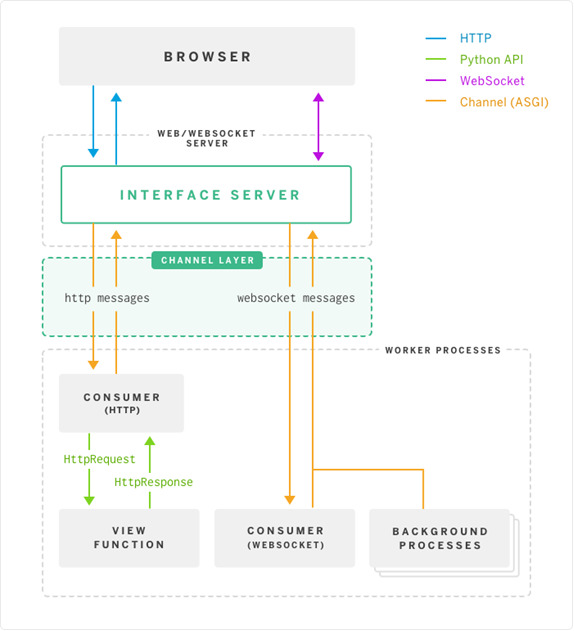 BROWSER
HTTP
Python API
WebSocket
Channel (ASGI)
WEB/WEBSOCKET
SERVER
INTERFACE SERVER
CHANNEL LAYER
http messages
websocket messages
WORKER PROCESSES
CONSUMER
(HTTP)
HttpRequest
HttpResponse
VIEW
FUNCTION
CONSUMER
(WEBSOCKET)
BACKGROUND
PROCESSES